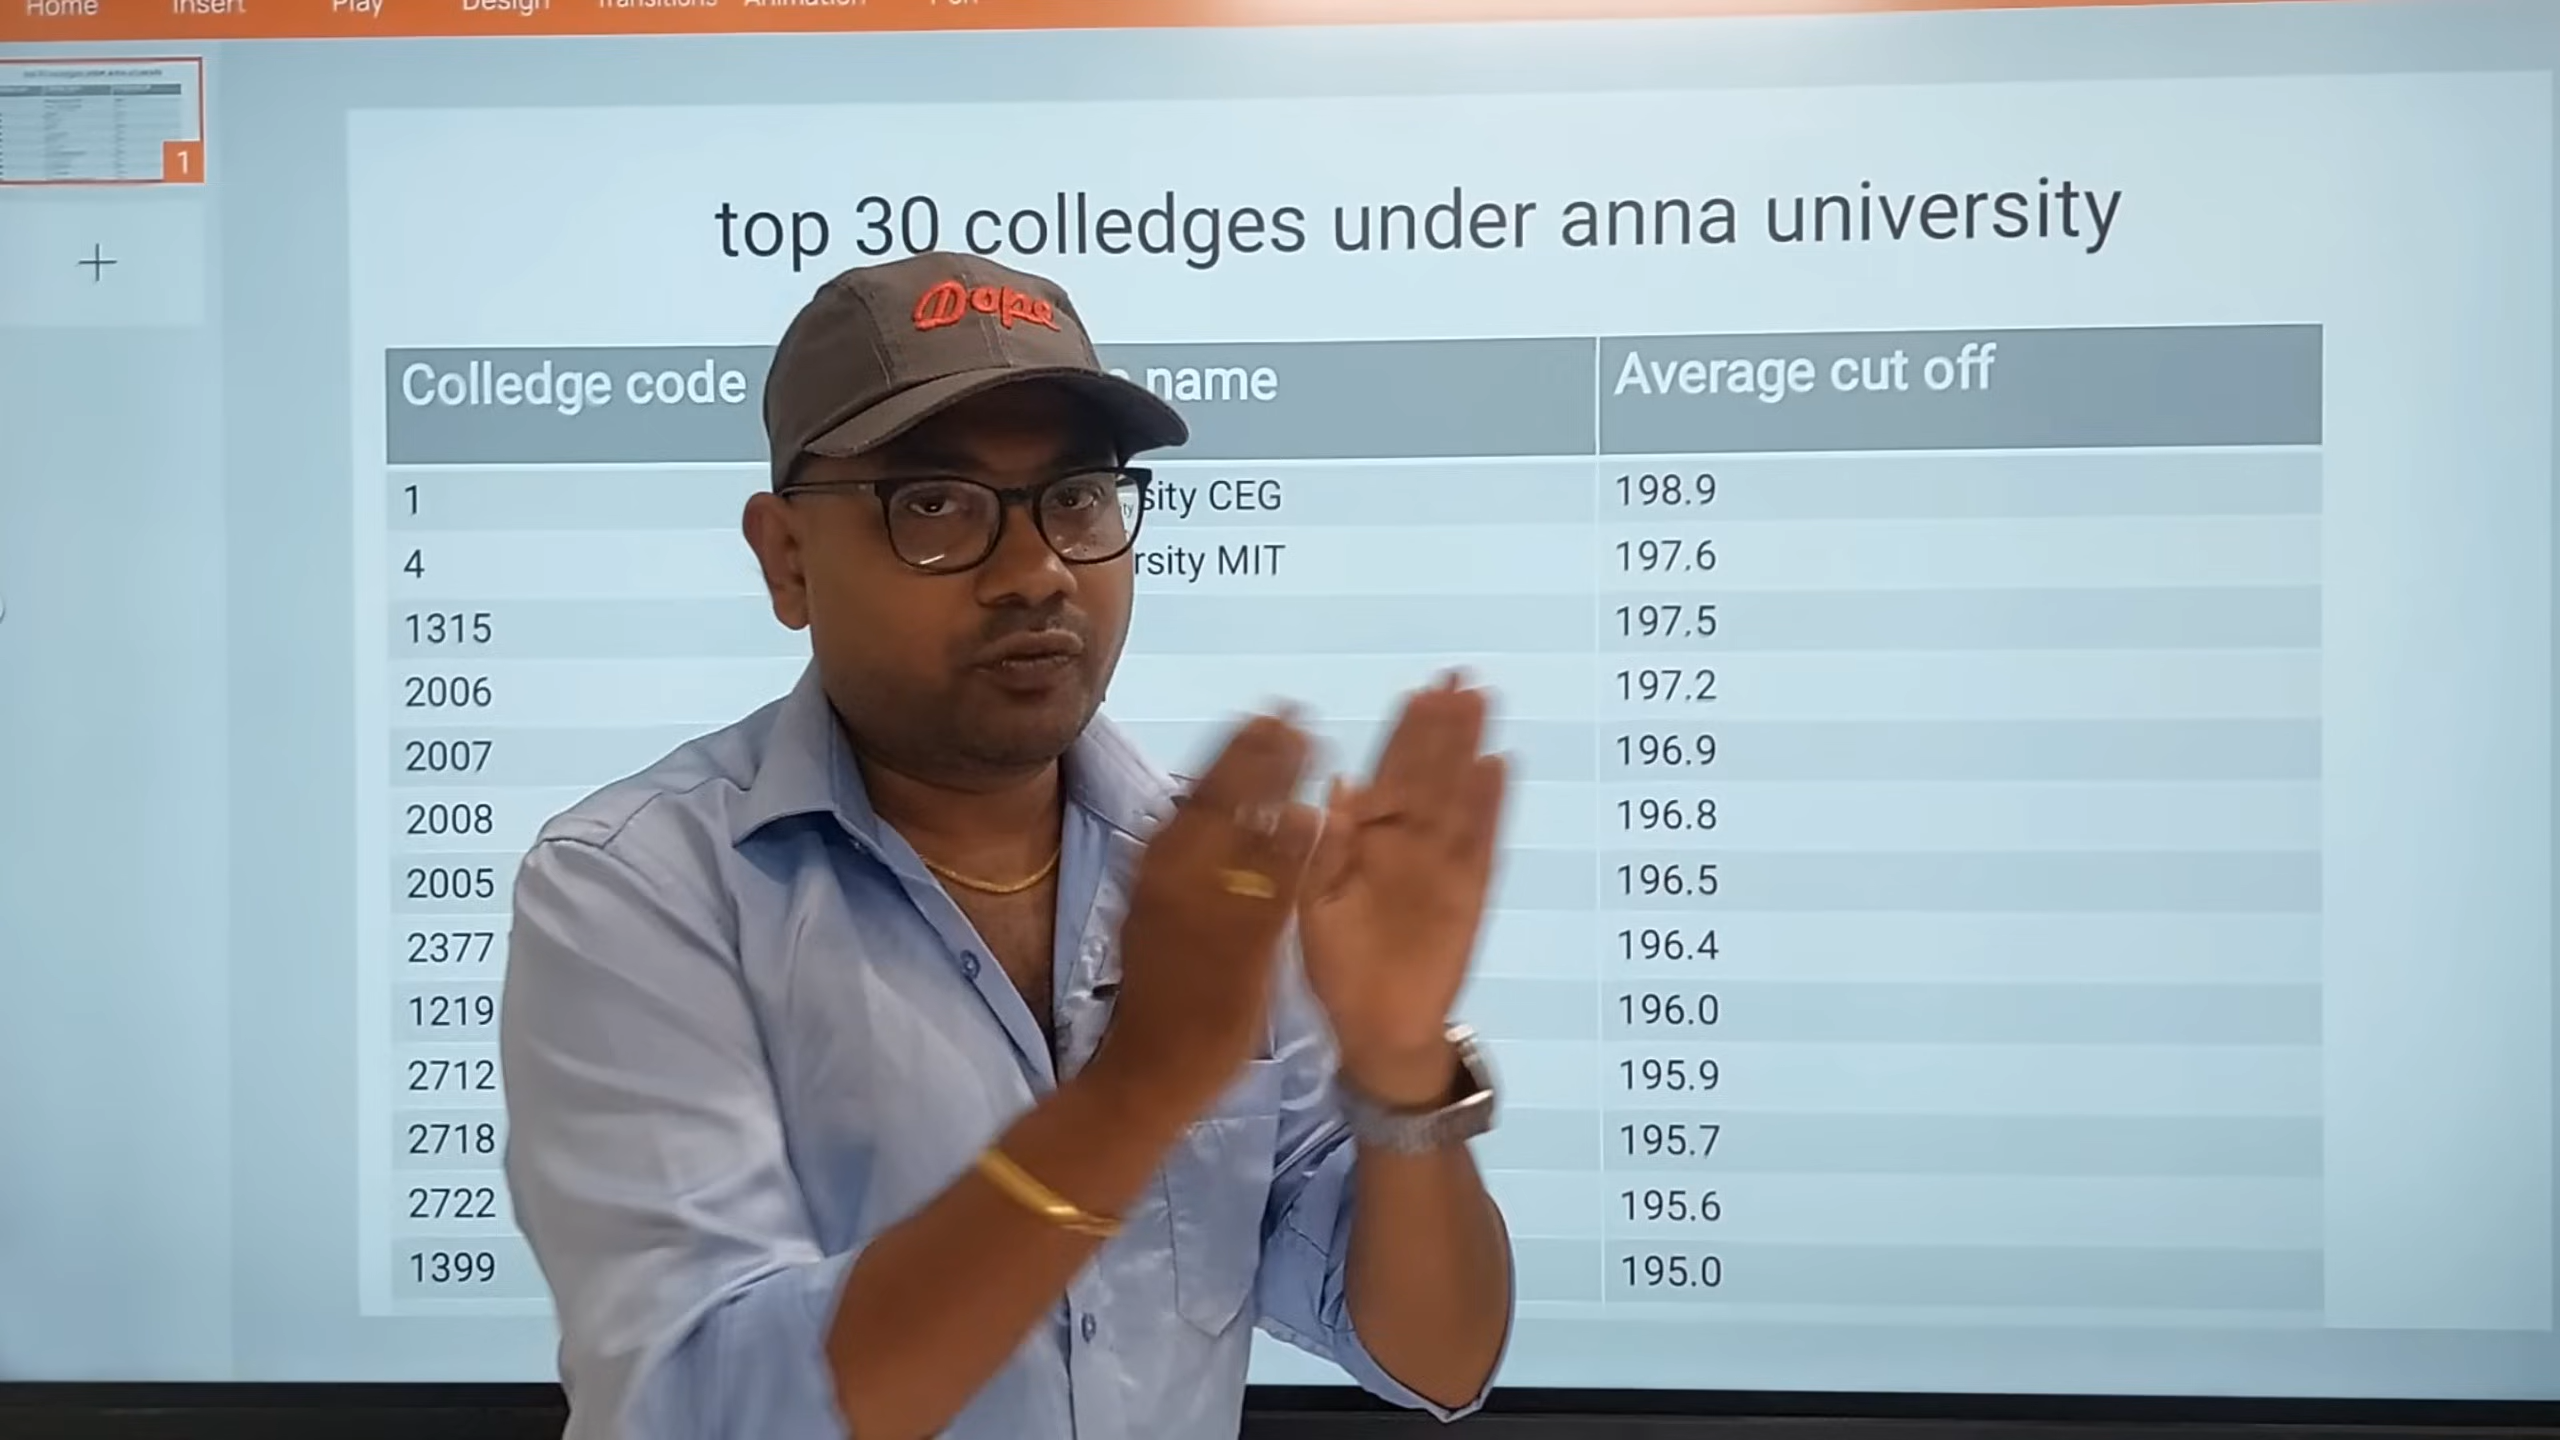 Home Insert Play Design Transitions Animation
1
top 30 colledges under anna university
Dope
Colledge code name Average cut off
1 sity CEG 198.9
4 rsity MIT 197.6
1315 197.5
2006 197.2
2007 196.9
2008 196.8
2005 196.5
2377 196.4
1219 196.0
2712 195.9
2718 195.7
2722 195.6
1399 195.0